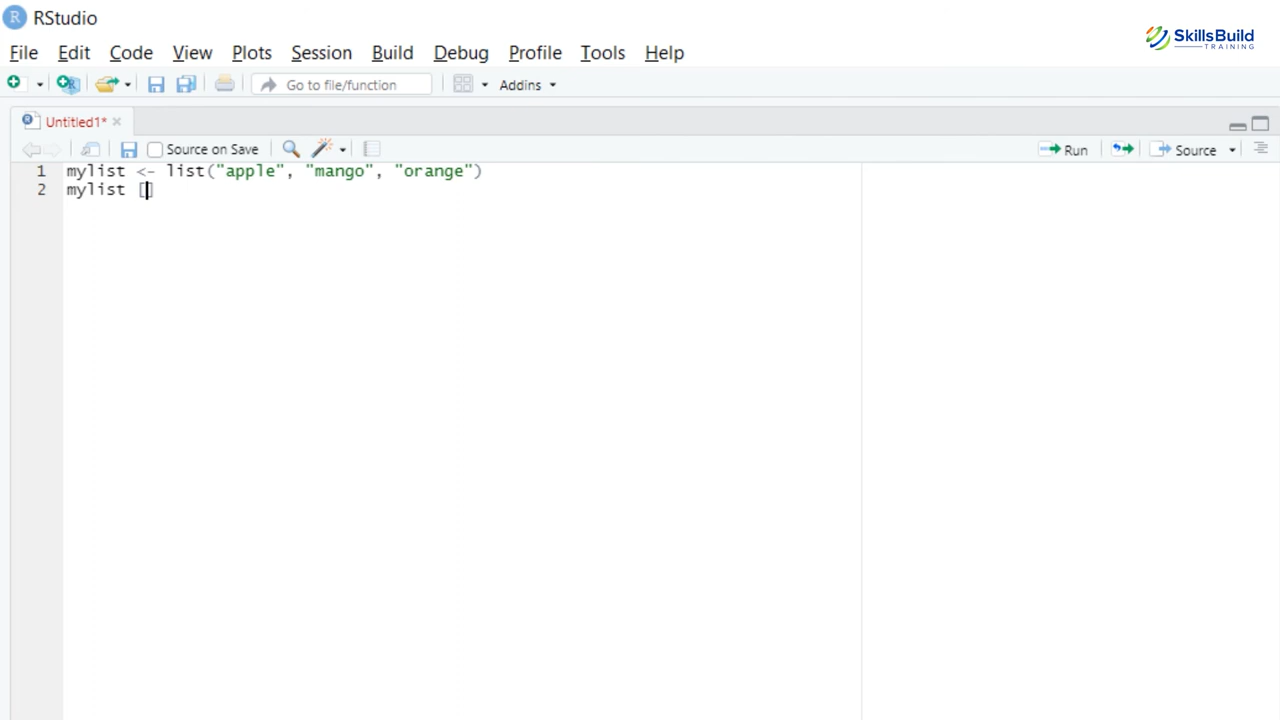 RStudio
SkillsBuild
TRAINING
File Edit Code View Plots Session Build Debug Profile Tools Help
Go to file/function Addins
Untitled1*
Source on Save Run Source
1 mylist <- list("apple", "mango", "orange")
2 mylist []